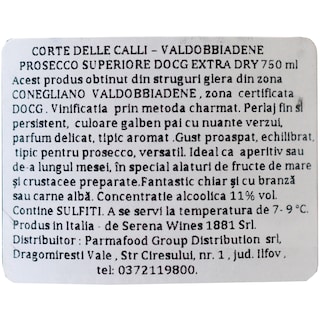 CORTE DELLE CALLI – VALDOBBIADENE
PROSECCO SUPERIORE DOCG EXTRA DRY 750 ml
Acest produs obtinut din struguri glera din zona
CONEGLIANO VALDOBBIADENE , zona certificata
DOCG . Vinificatia prin metoda charmat. Perlaj fin si
persistent, culoare galben pai cu nuante verzui,
parfum delicat, tipic aromat .Gust proaspat, echilibrat,
tipic pentru prosecco, versatil. Ideal ca aperitiv sau
de-a lungul mesei, în special alaturi de fructe de mare
şi crustacee preparate.Fantastic chiar şi cu branză
sau carne albă. Concentratie alcoolica 11% vol.
Contine SULFITI. A se servi la temperatura de 7- 9 °C.
Produs in Italia - de Serena Wines 1881 Srl.
Distribuitor : Parmafood Group Distribution srl,
Dragomiresti Vale , Str Ciresului, nr. 1 , jud. Ilfov .
tel: 0372119800.